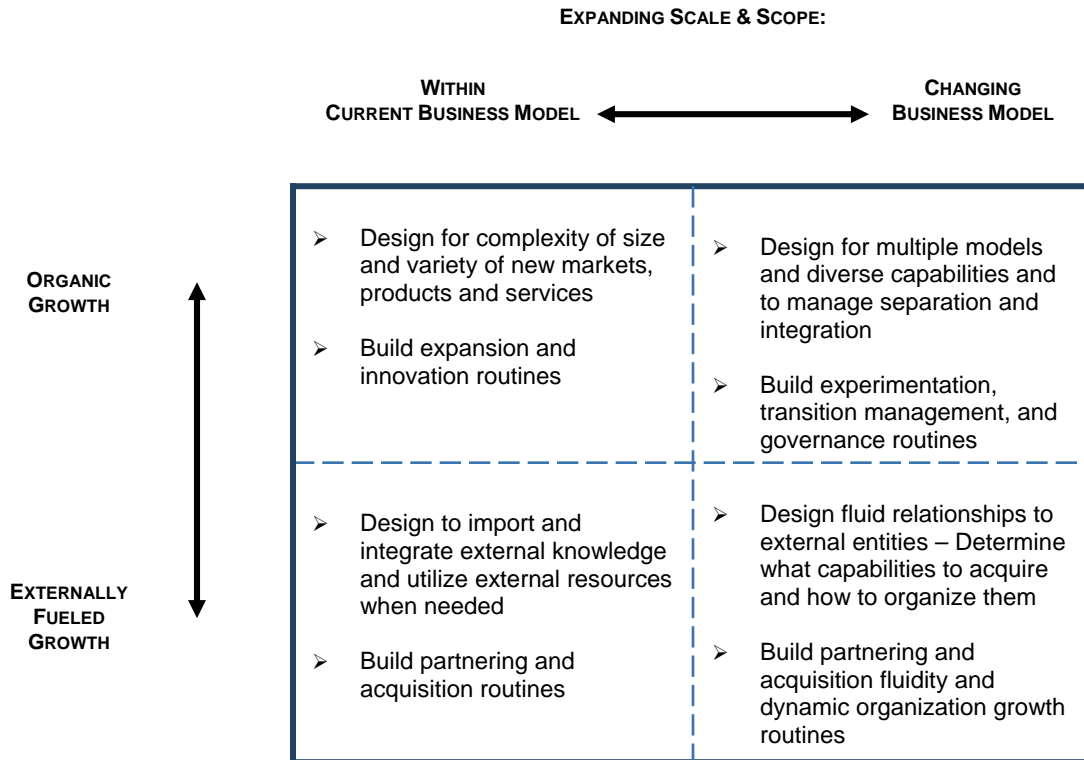 EXPANDING SCALE & SCOPE:
WITHIN
CURRENT BUSINESS MODEL
CHANGING
BUSINESS MODEL
ORGANIC
GROWTH
➢ Design for complexity of size
and variety of new markets,
products and services
➢ Build expansion and
innovation routines
➢ Design for multiple models
and diverse capabilities and
to manage separation and
integration
➢ Build experimentation,
transition management, and
governance routines
EXTERNALLY
FUELED
GROWTH
➢ Design to import and
integrate external knowledge
and utilize external resources
when needed
➢ Build partnering and
acquisition routines
➢ Design fluid relationships to
external entities – Determine
what capabilities to acquire
and how to organize them
➢ Build partnering and
acquisition fluidity and
dynamic organization growth
routines